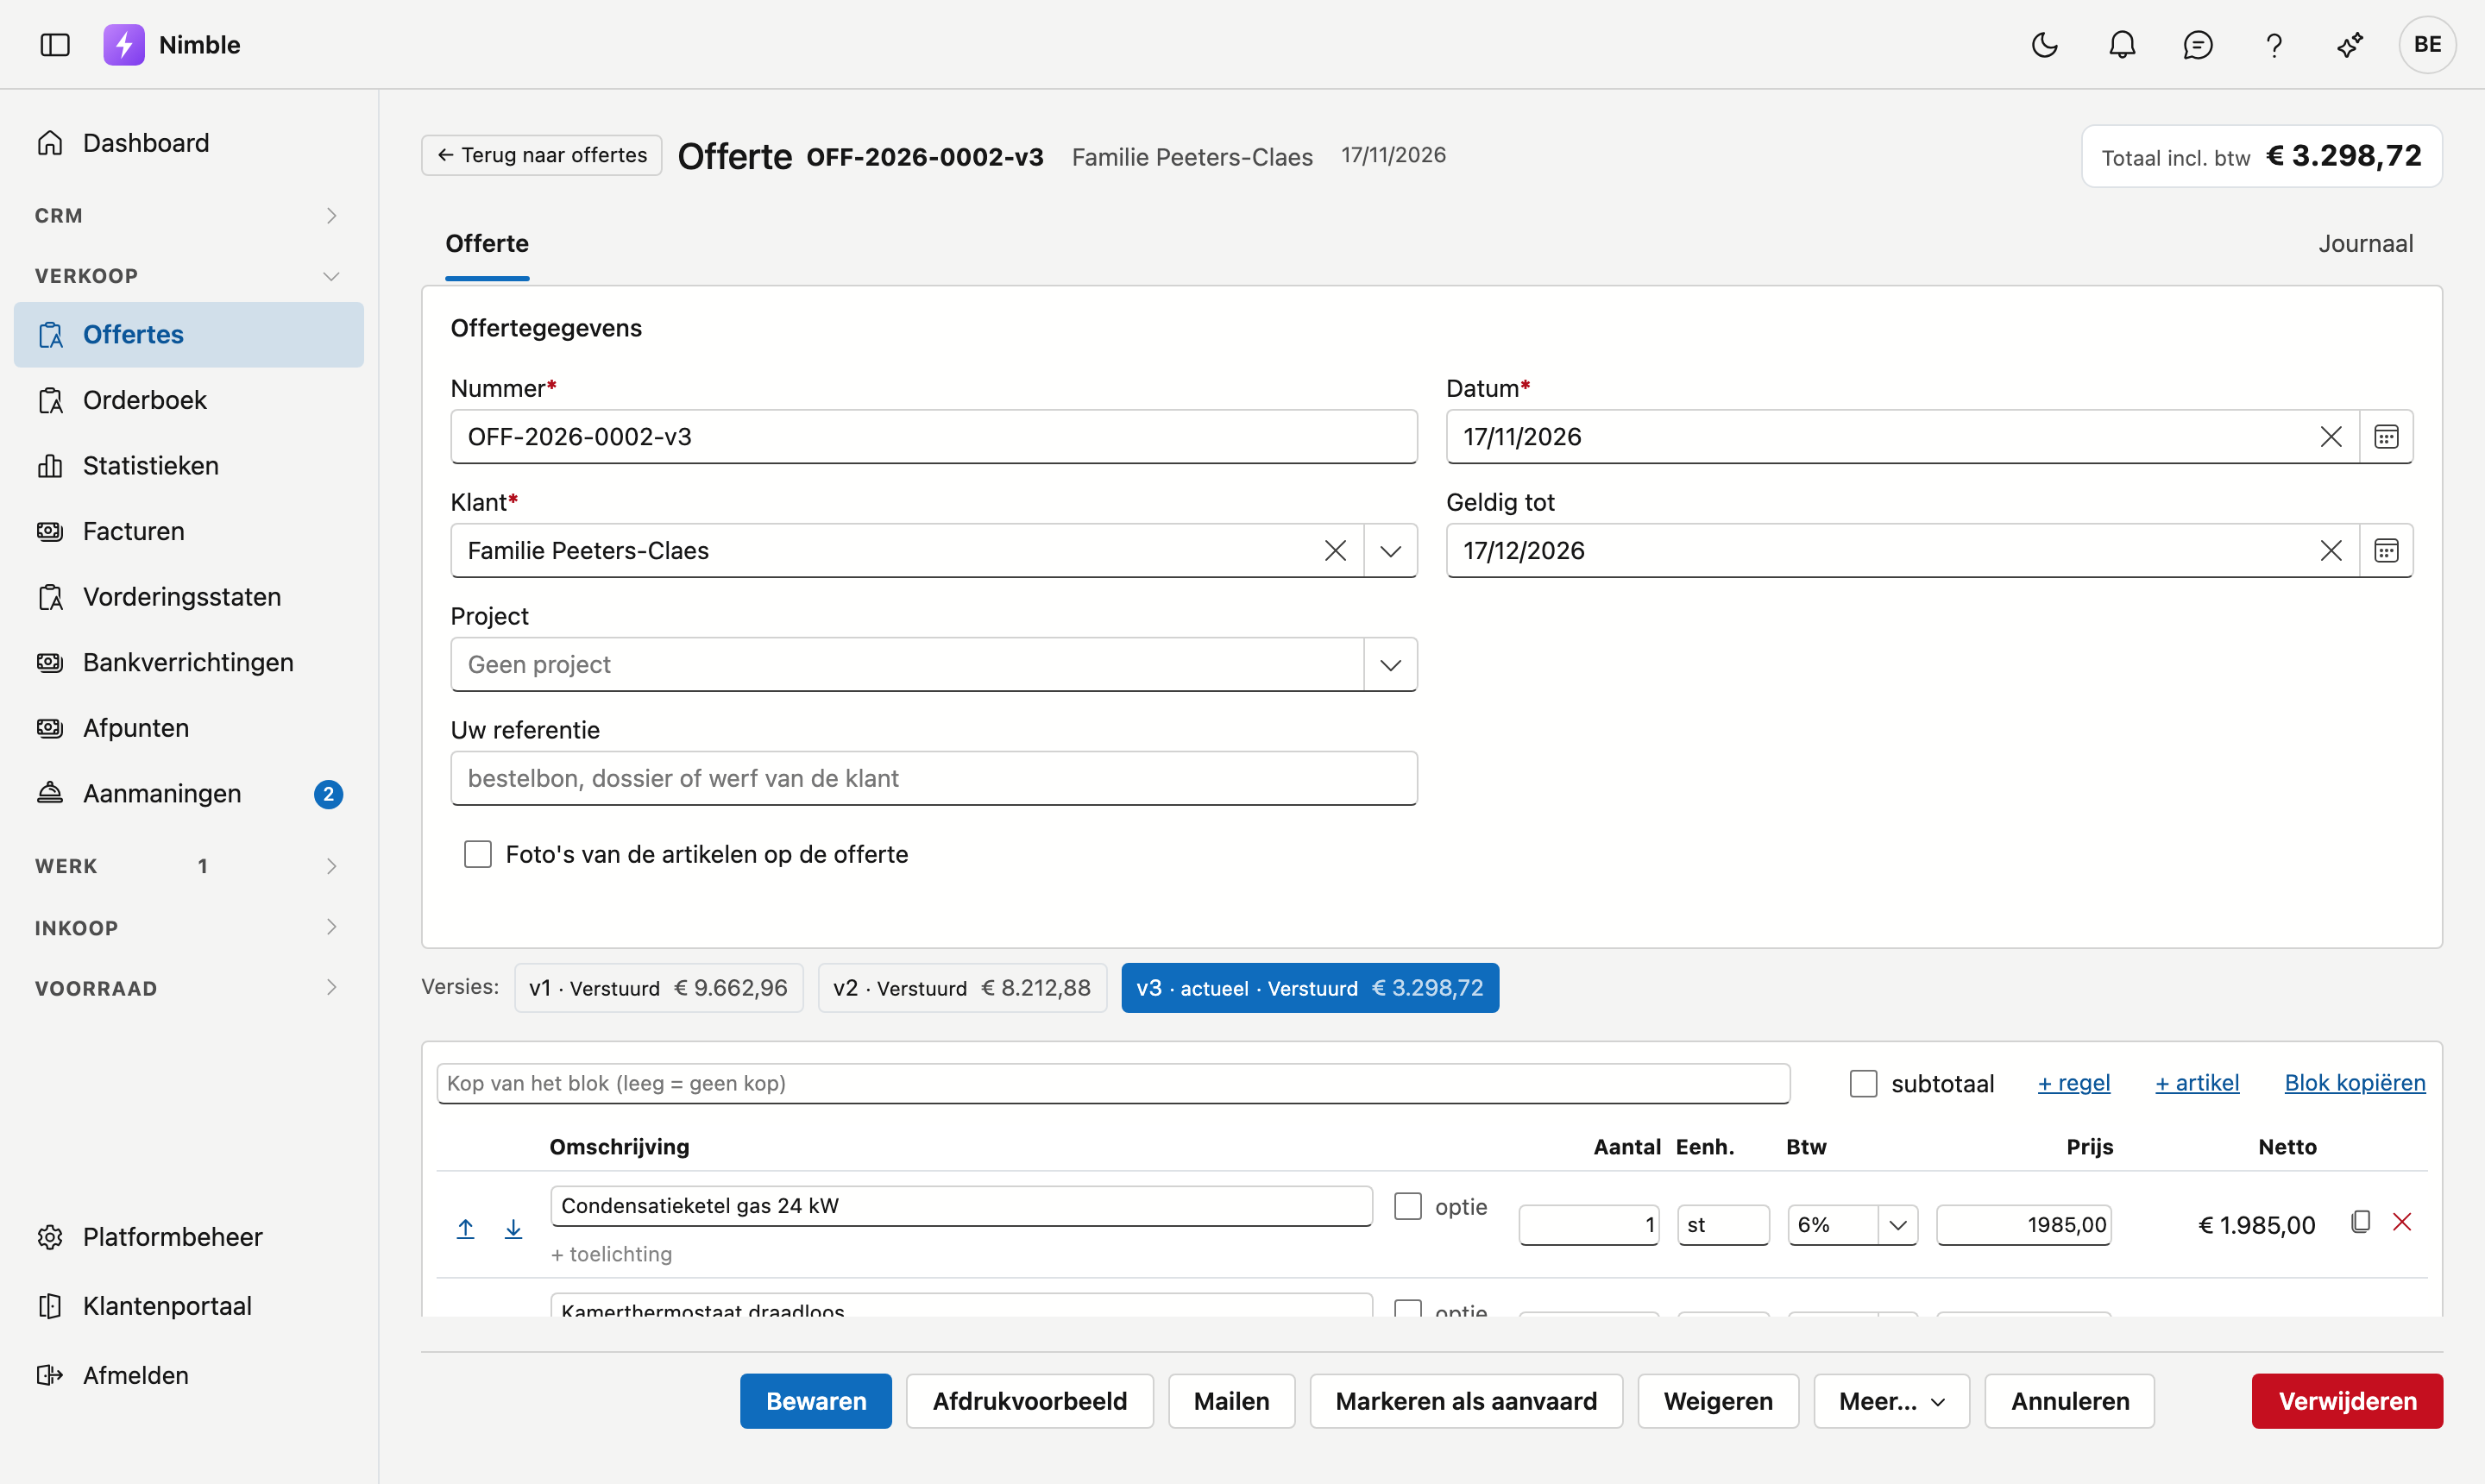 Nimble
BE
Dashboard
CRM
VERKOOP
Offertes
Orderboek
Statistieken
Facturen
Vorderingsstaten
Bankverrichtingen
Afpunten
Aanmaningen 2
WERK 1
INKOOP
VOORRAAD
Platformbeheer
Klantenportaal
Afmelden
← Terug naar offertes Offerte OFF-2026-0002-v3 Familie Peeters-Claes 17/11/2026 Totaal incl. btw € 3.298,72
Offerte Journaal
Offertegegevens
Nummer* Datum*
OFF-2026-0002-v3 17/11/2026
Klant* Geldig tot
Familie Peeters-Claes 17/12/2026
Project
Geen project
Uw referentie
bestelbon, dossier of werf van de klant
Foto's van de artikelen op de offerte
Versies: v1 · Verstuurd € 9.662,96 v2 · Verstuurd € 8.212,88 v3 · actueel · Verstuurd € 3.298,72
Kop van het blok (leeg = geen kop) subtotaal + regel + artikel Blok kopiëren
Omschrijving Aantal Eenh. Btw Prijs Netto
Condensatieketel gas 24 kW optie 1 st 6% 1985,00 € 1.985,00
+ toelichting
Kamerthermostaat draadloos optie
Bewaren Afdrukvoorbeeld Mailen Markeren als aanvaard Weigeren Meer... Annuleren Verwijderen